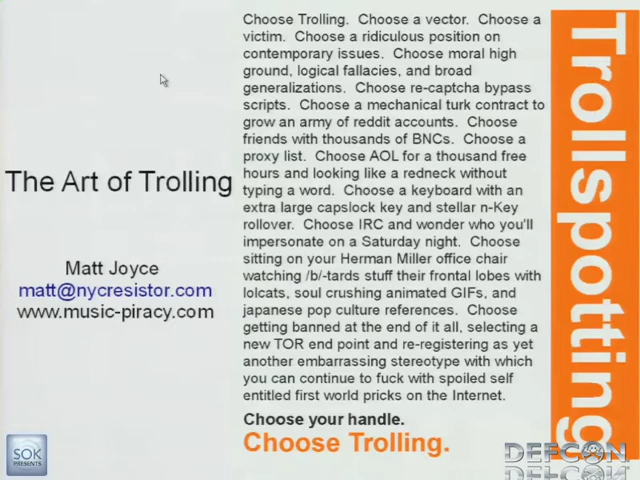 The Art of Trolling
Matt Joyce
matt@nycresistor.com
www.music-piracy.com
Choose Trolling. Choose a vector. Choose a
victim. Choose a ridiculous position on
contemporary issues. Choose moral high
ground, logical fallacies, and broad
generalizations. Choose re-captcha bypass
scripts. Choose a mechanical turk contract to
grow an army of reddit accounts. Choose
friends with thousands of BNCs. Choose a
proxy list. Choose AOL for a thousand free
hours and looking like a redneck without
typing a word. Choose a keyboard with an
extra large capslock key and stellar n-Key
rollover. Choose IRC and wonder who you'll
impersonate on a Saturday night. Choose
sitting on your Herman Miller office chair
watching /b/-tards stuff their frontal lobes with
lolcats, soul crushing animated GIFs, and
japanese pop culture references. Choose
getting banned at the end of it all, selecting a
new TOR end point and re-registering as yet
another embarrassing stereotype with which
you can continue to fuck with spoiled self
entitled first world pricks on the Internet.
Choose your handle.
Choose Trolling.
Trollspotting
SOK
PRESENTS
DEFCON